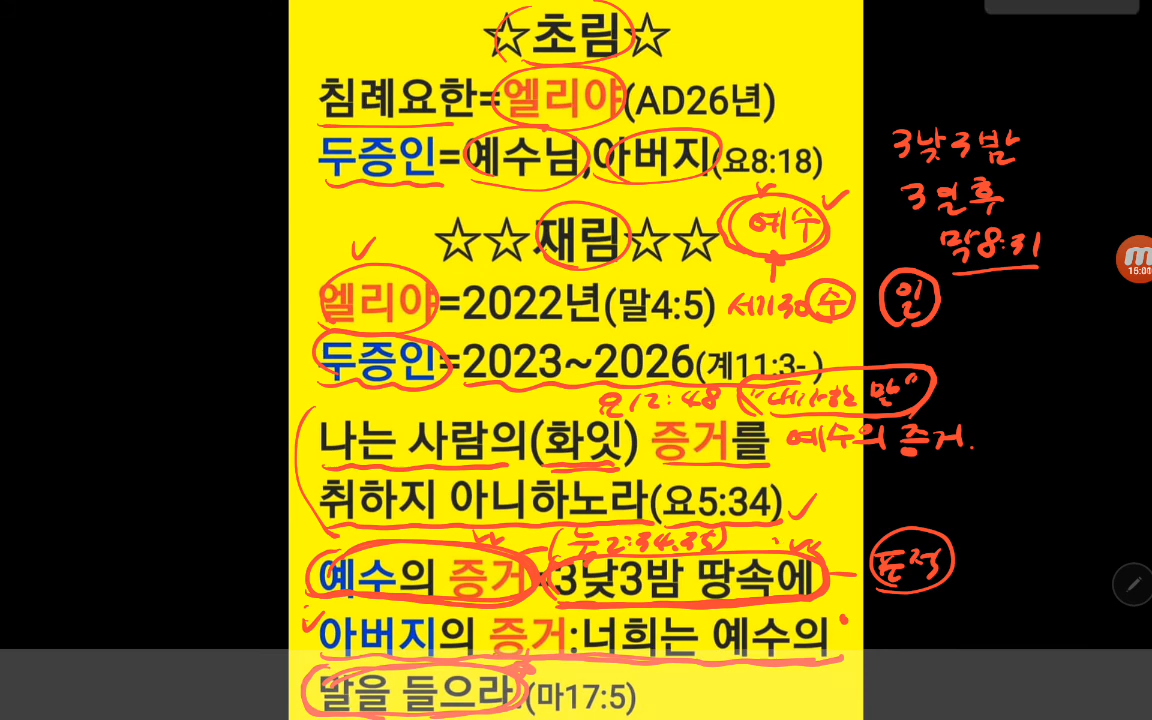 ☆초림☆
침례요한=엘리야(AD26년)
두증인=예수님,아버지(요8:18)
3낮3밤
3일후
막8:31
☆☆재림☆☆
예수
엘리야=2022년(말4:5)
서기30 수
일
두증인=2023~2026(계11:3- )
요12:48 "내가한 말"
나는 사람의(화잇) 증거를
예수의 증거.
취하지 아니하노라(요5:34)
(눅2:34.35)
예수의 증거:3낮3밤 땅속에
표적
아버지의 증거:너희는 예수의
말을 들으라.(마17:5)
15:01